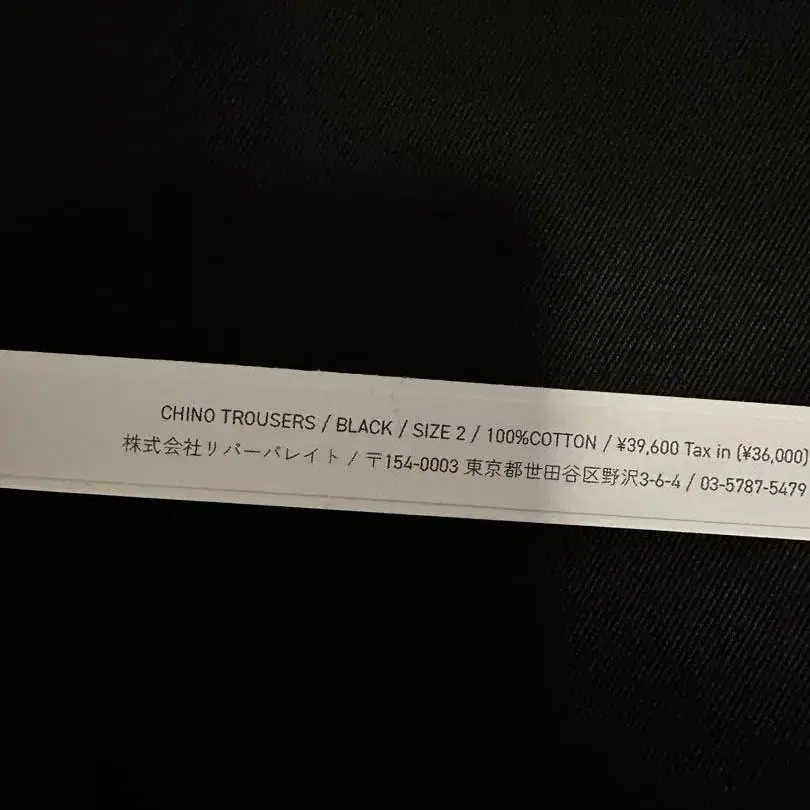 CHINO TROUSERS / BLACK / SIZE 2 / 100%COTTON / ¥39,600 Tax in (¥36,000)
株式会社リバーバレイト / 〒154-0003 東京都世田谷区野沢3-6-4 / 03-5787-5479